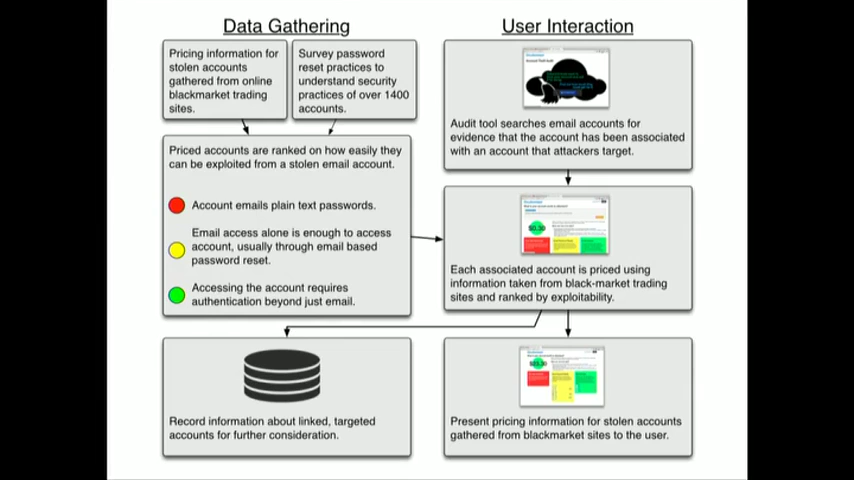 Data Gathering
User Interaction
Pricing information for
stolen accounts
gathered from online
blackmarket trading
sites.
Survey password
reset practices to
understand security
practices of over 1400
accounts.
Priced accounts are ranked on how easily they
can be exploited from a stolen email account.
Account emails plain text passwords.
Email access alone is enough to access
account, usually through email based
password reset.
Accessing the account requires
authentication beyond just email.
Audit tool searches email accounts for
evidence that the account has been associated
with an account that attackers target.
Each associated account is priced using
information taken from black-market trading
sites and ranked by exploitability.
Record information about linked, targeted
accounts for further consideration.
Present pricing information for stolen accounts
gathered from blackmarket sites to the user.